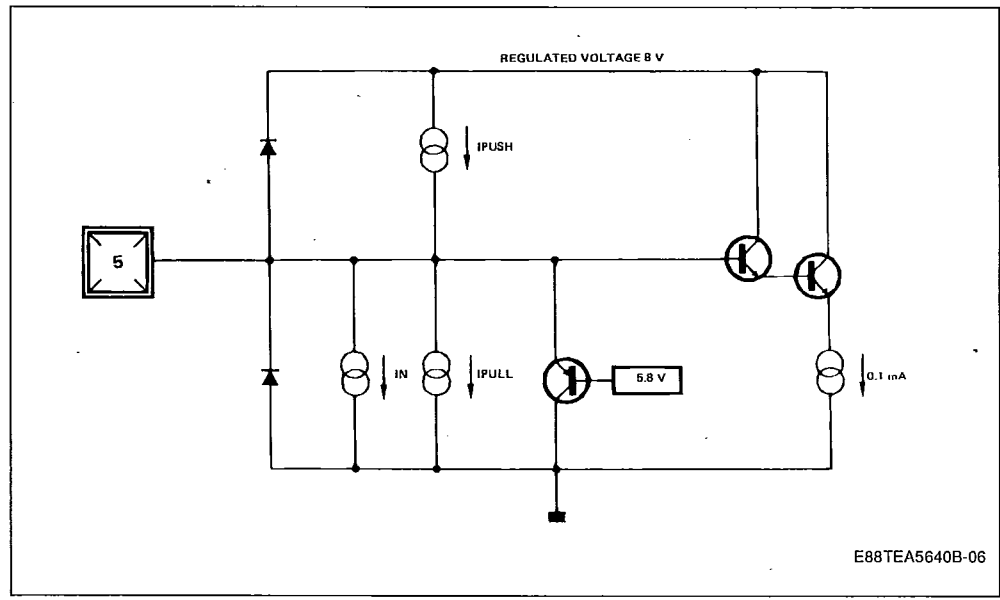 REGULATED VOLTAGE 8 V
IPUSH
5
IN
IPULL
5.8 V
0.1 mA
E88TEA5640B-06